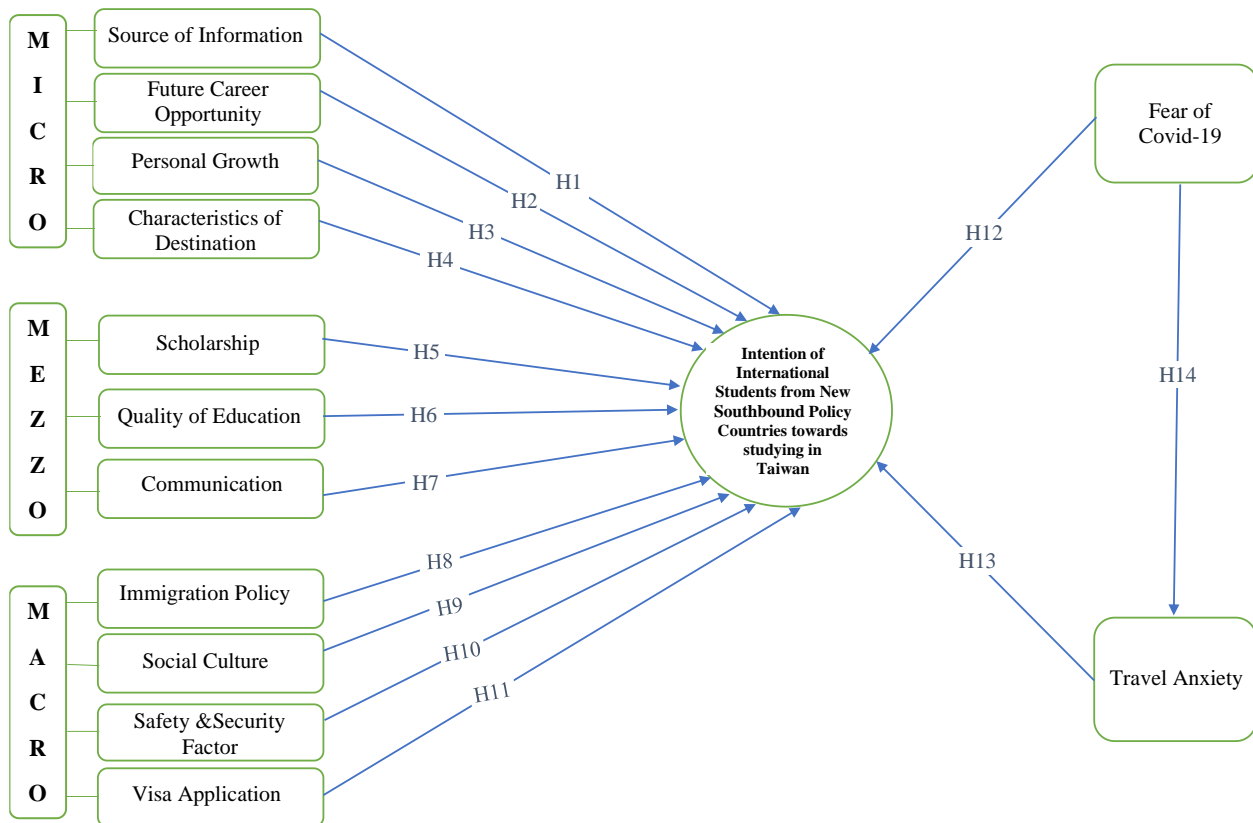 M
I
C
R
O
Source of Information
Future Career
Opportunity
Personal Growth
Characteristics of
Destination
H1
H2
H3
H4
M
E
Z
Z
O
Scholarship
Quality of Education
Communication
H5
H6
H7
M
A
C
R
O
Immigration Policy
Social Culture
Safety &Security
Factor
Visa Application
H8
H9
H10
H11
Intention of
International
Students from New
Southbound Policy
Countries towards
studying in
Taiwan
Fear of
Covid-19
H12
H14
H13
Travel Anxiety